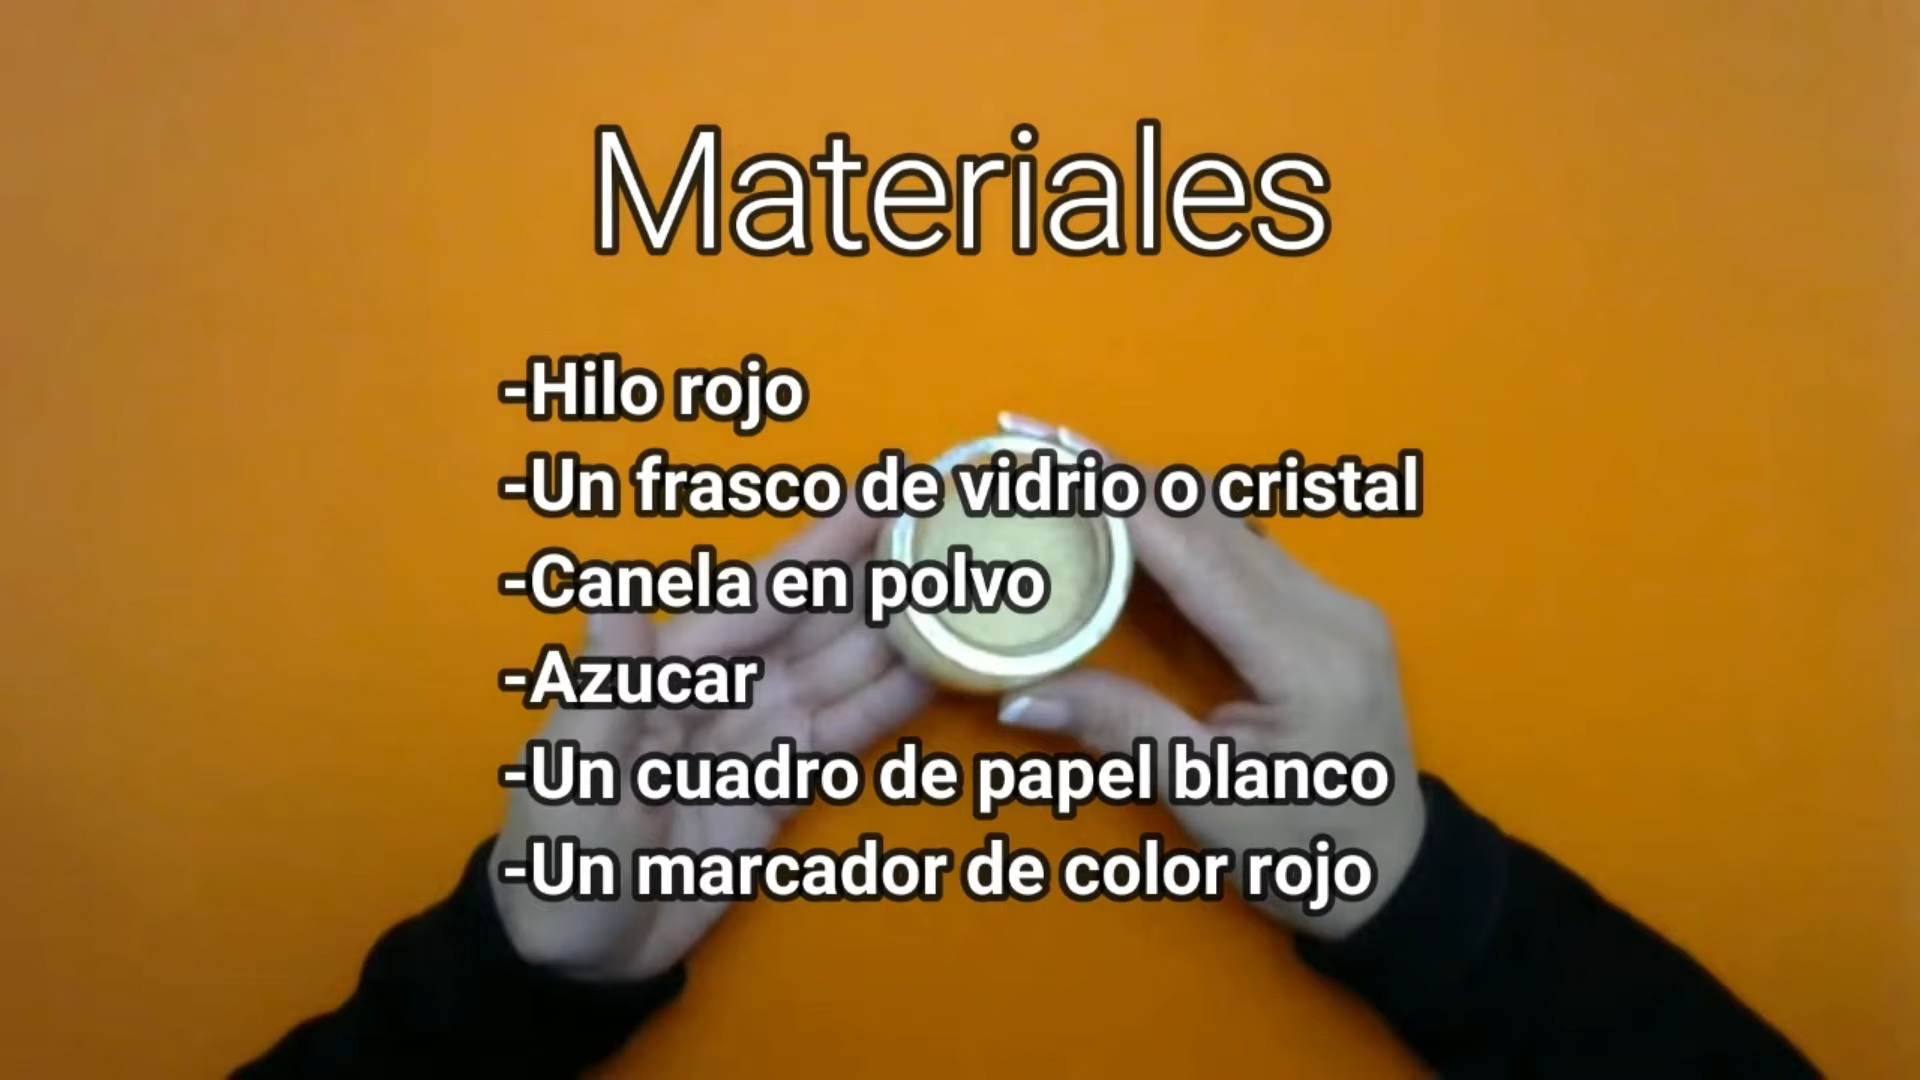 Materiales
-Hilo rojo
-Un frasco de vidrio o cristal
-Canela en polvo
-Azucar
-Un cuadro de papel blanco
-Un marcador de color rojo